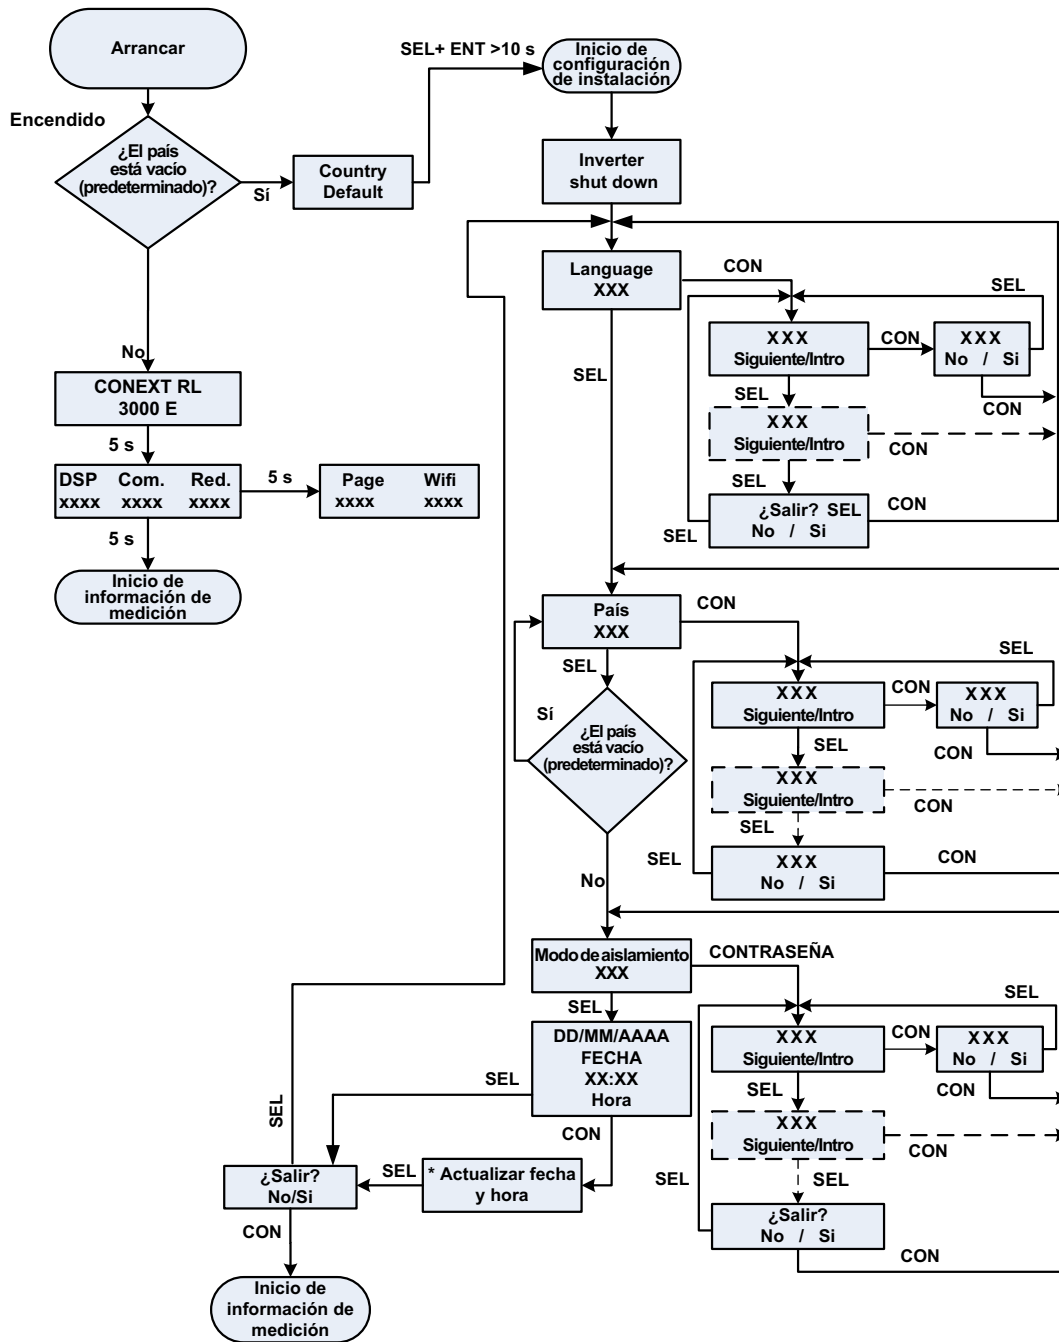 Arrancar
Encendido
¿El país
está vacío
(predeterminado)?
Sí
Country
Default
SEL+ ENT >10 s
Inicio de
configuración
de instalación
Inverter
shut down
No
CONEXT RL
3000 E
5 s
DSP Com. Red.
xxxx xxxx xxxx
5 s
Page Wifi
xxxx xxxx
5 s
Inicio de
información de
medición
Language
XXX
CON
SEL
SEL
XXX
Siguiente/Intro
CON
XXX
No / Si
CON
SEL
XXX
Siguiente/Intro
CON
SEL
¿Salir? SEL
No / Si
SEL
CON
País
XXX
CON
SEL
SEL
Sí
¿El país
está vacío
(predeterminado)?
XXX
Siguiente/Intro
CON
XXX
No / Si
CON
SEL
XXX
Siguiente/Intro
CON
SEL
XXX
No / Si
SEL
CON
No
Modo de aislamiento
XXX
CONTRASEÑA
SEL
SEL
DD/MM/AAAA
FECHA
XX:XX
Hora
SEL
CON
* Actualizar fecha
y hora
SEL
¿Salir?
No/Si
SEL
CON
Inicio de
información de
medición
XXX
Siguiente/Intro
CON
XXX
No / Si
CON
SEL
XXX
Siguiente/Intro
CON
SEL
¿Salir?
No / Si
SEL
CON